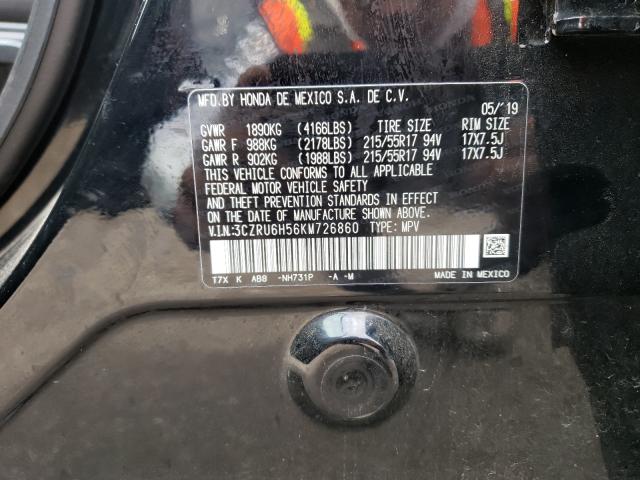 MFD.BY HONDA DE MEXICO S.A. DE C.V. 05/'19
GVWR 1890KG (4166LBS) TIRE SIZE RIM SIZE
GAWR F 988KG (2178LBS) 215/55R17 94V 17X7.5J
GAWR R 902KG (1988LBS) 215/55R17 94V 17X7.5J
THIS VEHICLE CONFORMS TO ALL APPLICABLE
FEDERAL MOTOR VEHICLE SAFETY
AND THEFT PREVENTION STANDARDS IN EFFECT
ON THE DATE OF MANUFACTURE SHOWN ABOVE.
V.I.N:3CZRU6H56KM726860 TYPE: MPV
T7X K AB8 -NH731P -A -M MADE IN MEXICO